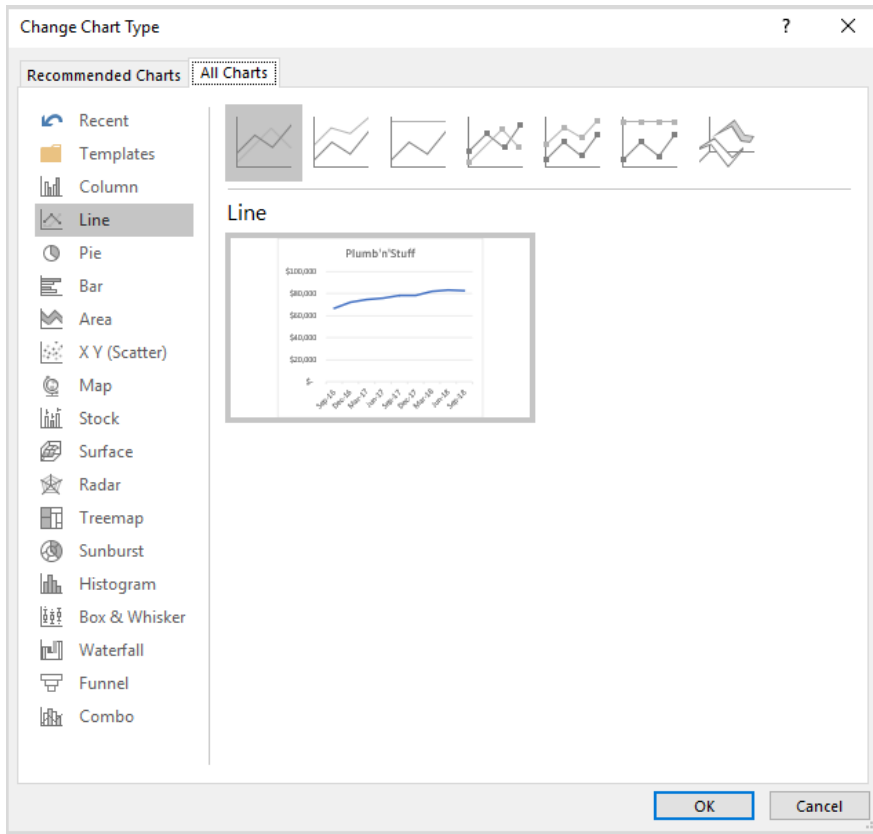 Change Chart Type
?
Recommended Charts
All Charts
Recent
Templates
Column
Line
Pie
Bar
Area
X Y (Scatter)
Map
Stock
Surface
Radar
Treemap
Sunburst
Histogram
Box & Whisker
Waterfall
Funnel
Combo
Line
Plumb'n'Stuff
$100,000
$80,000
$60,000
$40,000
$20,000
$-
Sep-16 Dec-16 Mar-17 Jun-17 Sep-17 Dec-17 Mar-18 Jun-18 Sep-18
OK Cancel